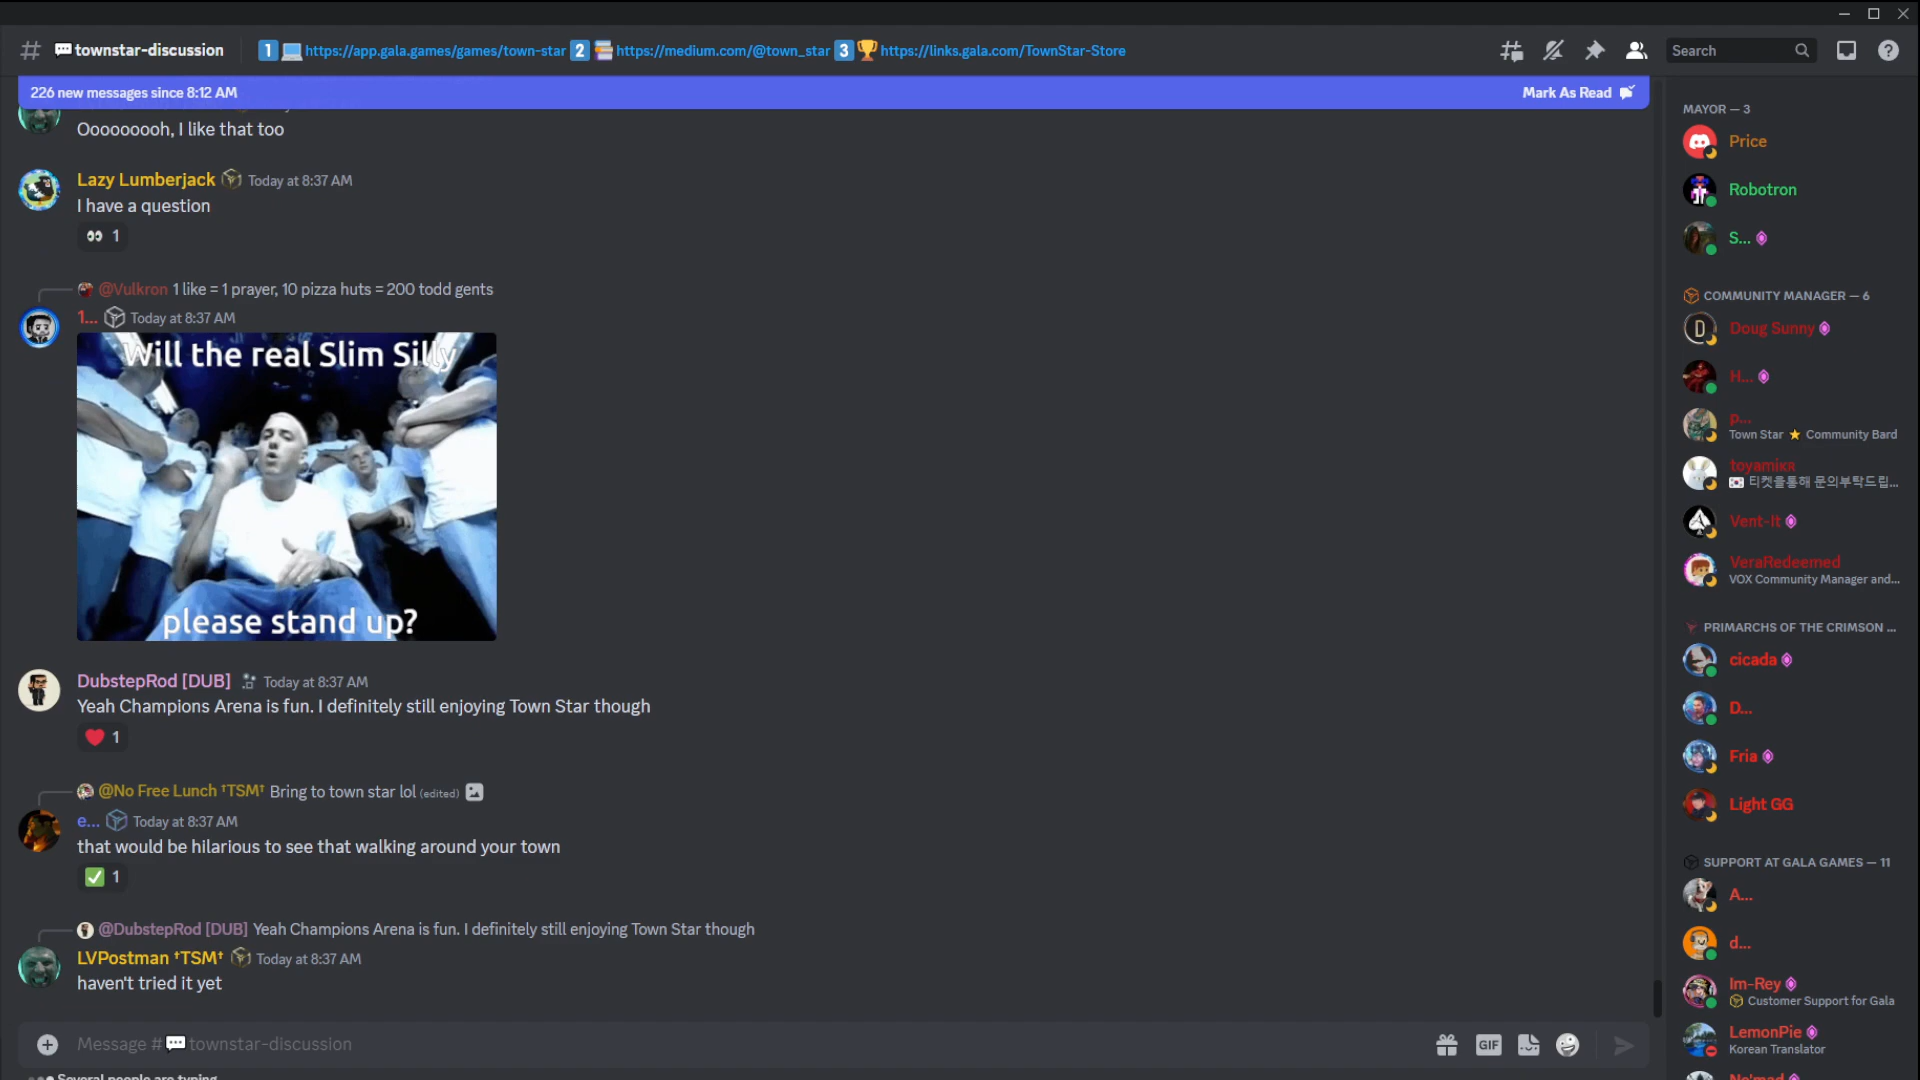 townstar-discussion
1 https://app.gala.games/games/town-star 2 https://medium.com/@town_star 3 https://links.gala.com/TownStar-Store
Search
226 new messages since 8:12 AM
Mark As Read
Ooooooooh, I like that too
Lazy Lumberjack Today at 8:37 AM
I have a question
1
@Vulkron 1 like = 1 prayer, 10 pizza huts = 200 todd gents
1... Today at 8:37 AM
Will the real Slim Silly
please stand up?
DubstepRod [DUB] Today at 8:37 AM
Yeah Champions Arena is fun. I definitely still enjoying Town Star though
1
@No Free Lunch †TSM† Bring to town star lol (edited)
e... Today at 8:37 AM
that would be hilarious to see that walking around your town
1
@DubstepRod [DUB] Yeah Champions Arena is fun. I definitely still enjoying Town Star though
LVPostman †TSM† Today at 8:37 AM
haven't tried it yet
Message # townstar-discussion
GIF
Several people are typing
MAYOR — 3
Price
Robotron
S...
COMMUNITY MANAGER — 6
D
Doug Sunny
H...
p...
Town Star ⭐ Community Bard
toyamikR
티켓을통해 문의부탁드립...
Vent-It
VeraRedeemed
VOX Community Manager and...
PRIMARCHS OF THE CRIMSON ...
cicada
D...
Fria
Light GG
SUPPORT AT GALA GAMES — 11
A...
d...
Im-Rey
Customer Support for Gala
LemonPie
Korean Translator
No'mad